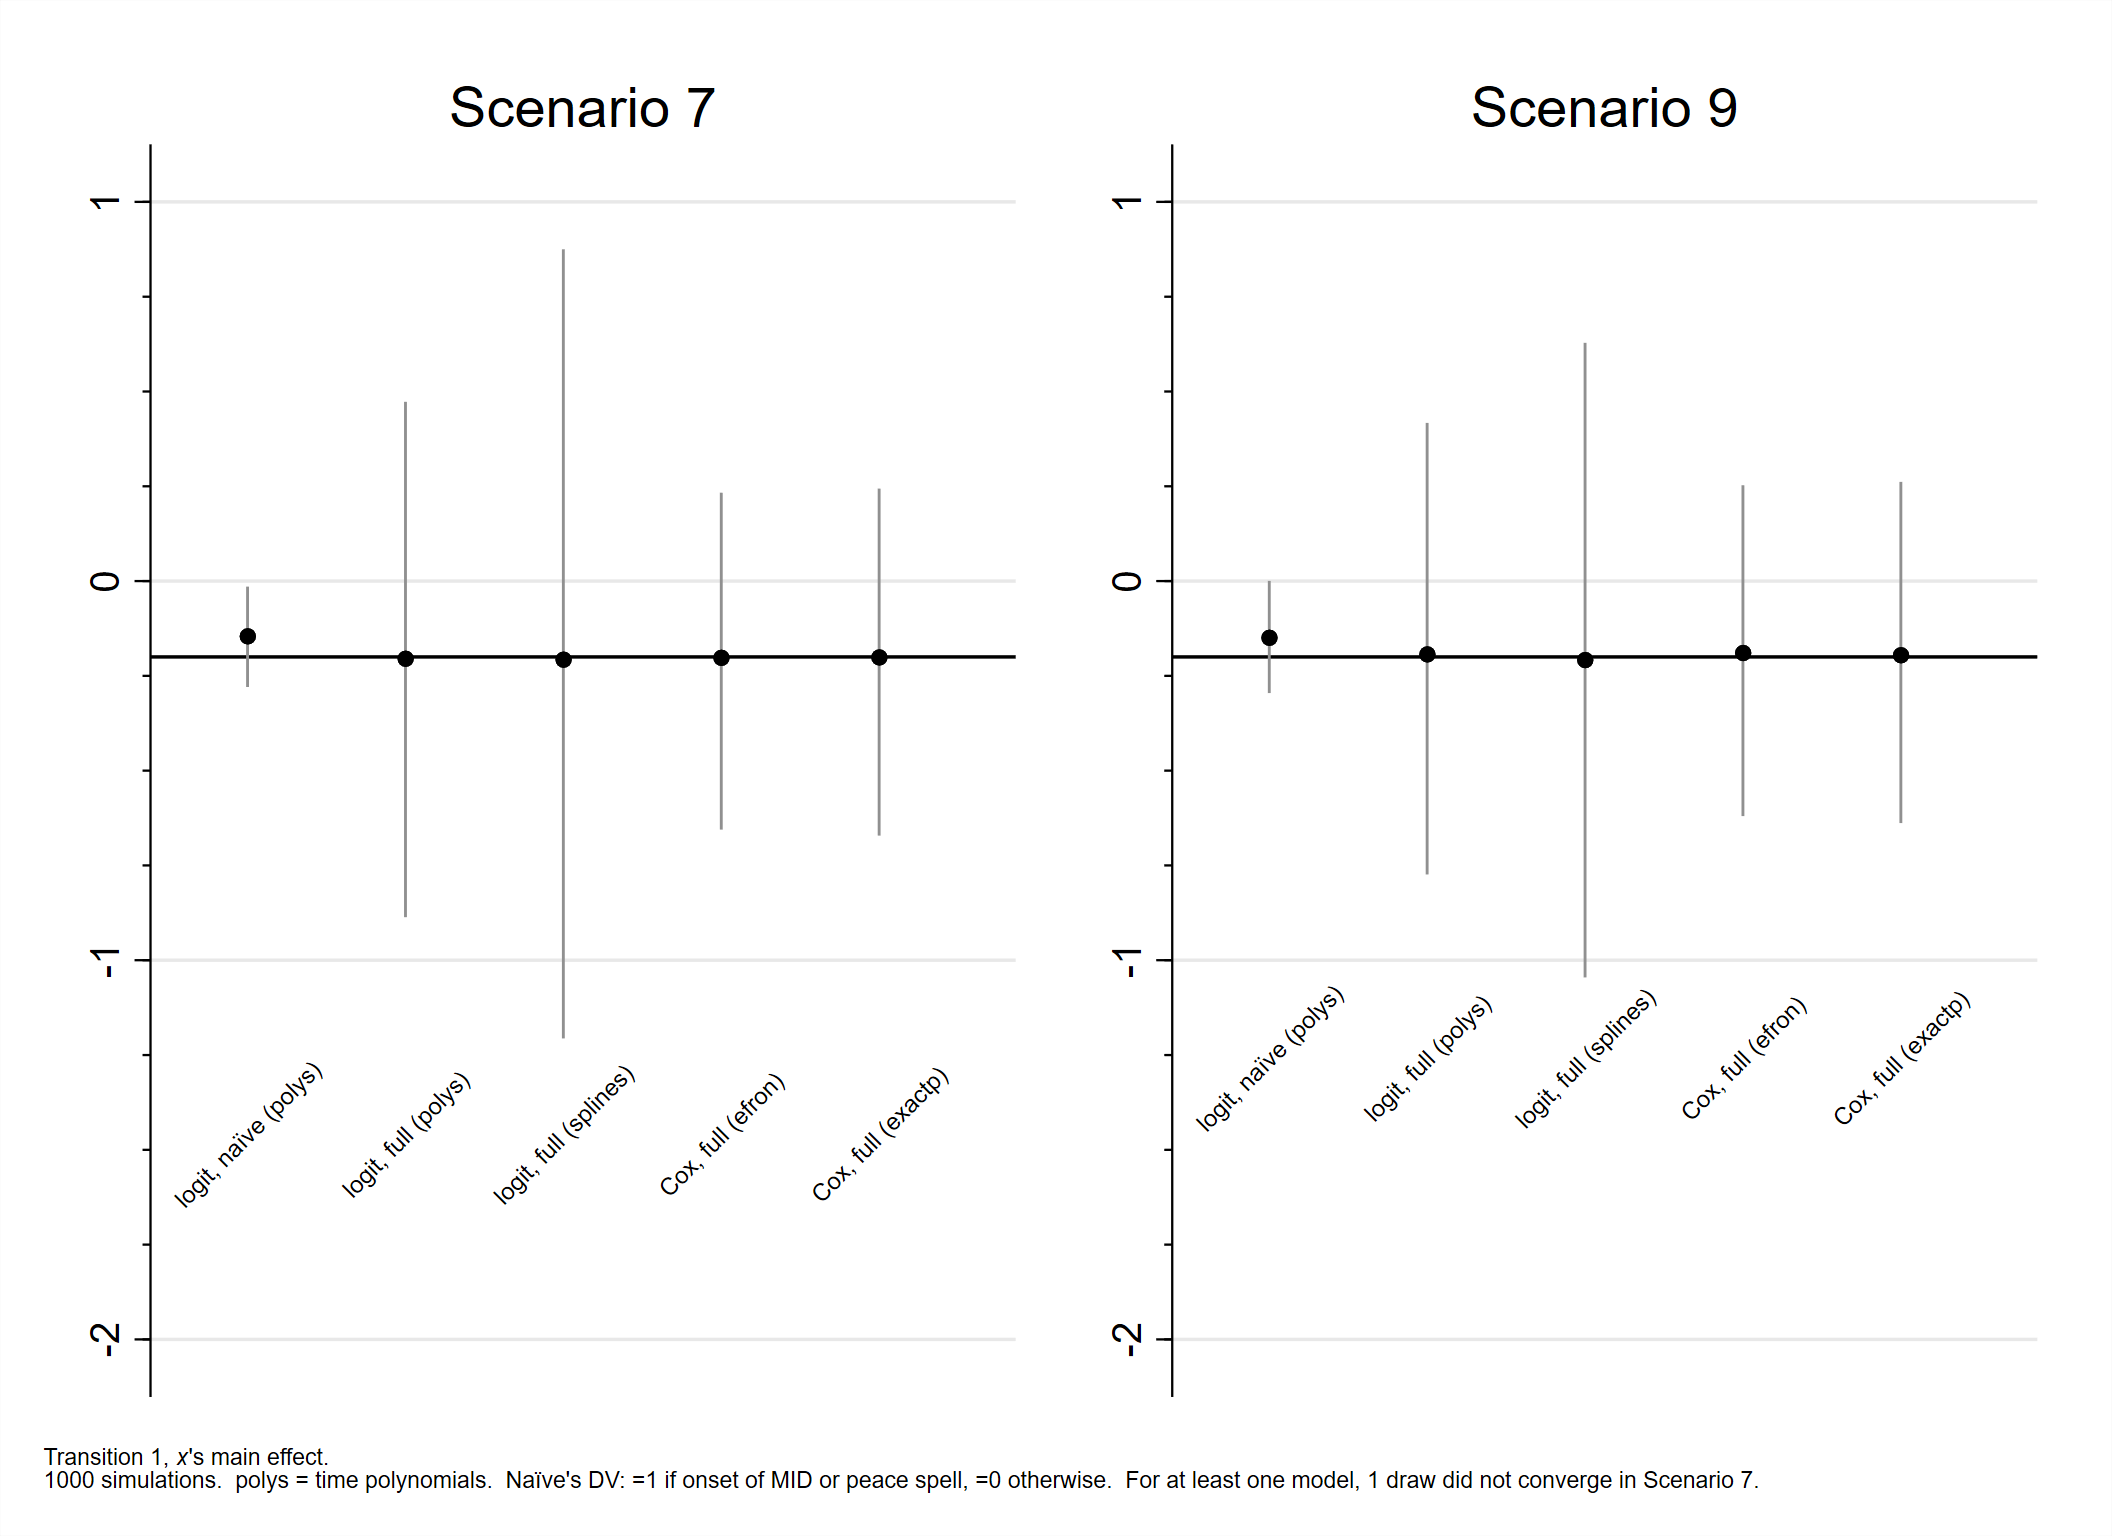 Scenario 7
1
0
-1
-2
logit, naïve (polys)
logit, full (polys)
logit, full (splines)
Cox, full (efron)
Cox, full (exactp)
Scenario 9
1
0
-1
-2
logit, naïve (polys)
logit, full (polys)
logit, full (splines)
Cox, full (efron)
Cox, full (exactp)
Transition 1, x's main effect.
1000 simulations.  polys = time polynomials.  Naïve's DV: =1 if onset of MID or peace spell, =0 otherwise.  For at least one model, 1 draw did not converge in Scenario 7.